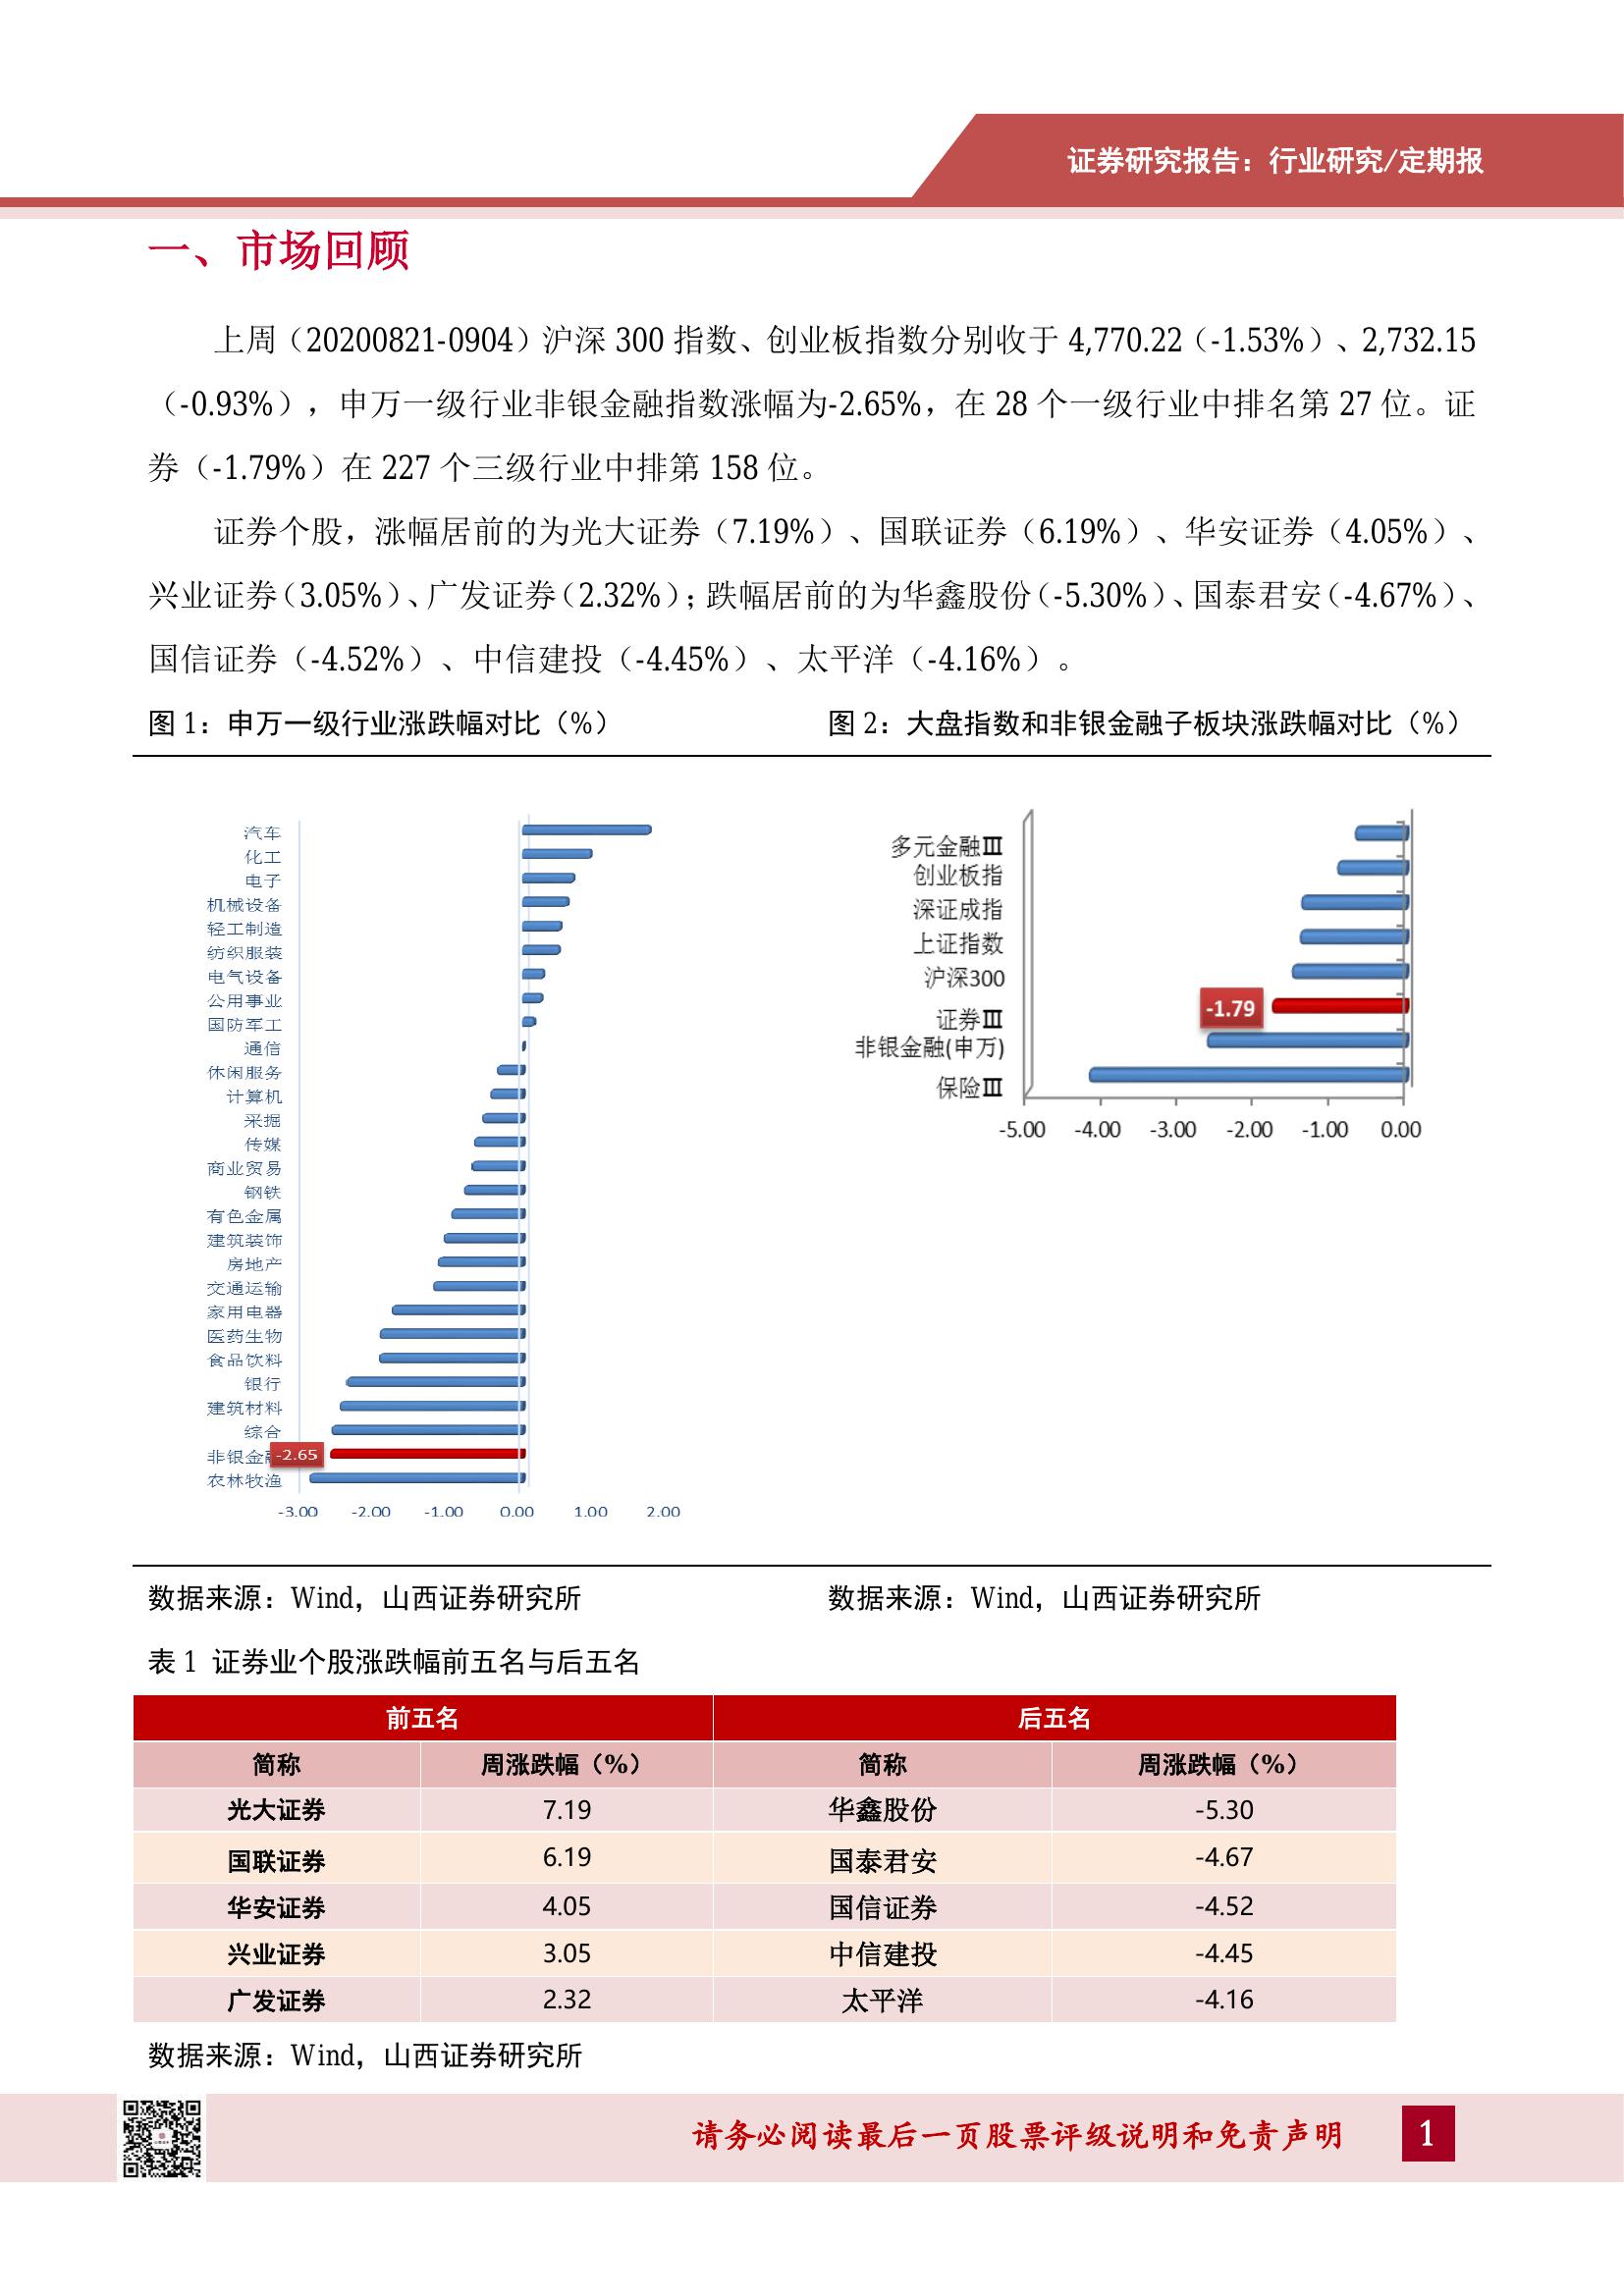 证券研究报告：行业研究/定期报
一、市场回顾
上周（20200821-0904）沪深 300 指数、创业板指数分别收于 4,770.22（-1.53%）、2,732.15
（-0.93%），申万一级行业非银金融指数涨幅为-2.65%，在 28 个一级行业中排名第 27 位。证
券（-1.79%）在 227 个三级行业中排第 158 位。
证券个股，涨幅居前的为光大证券（7.19%）、国联证券（6.19%）、华安证券（4.05%）、
兴业证券（3.05%）、广发证券（2.32%）；跌幅居前的为华鑫股份（-5.30%）、国泰君安（-4.67%）、
国信证券（-4.52%）、中信建投（-4.45%）、太平洋（-4.16%）。
图 1：申万一级行业涨跌幅对比（%）
汽车
化工
电子
机械设备
轻工制造
纺织服装
电气设备
公用事业
国防军工
通信
休闲服务
计算机
采掘
传媒
商业贸易
钢铁
有色金属
建筑装饰
房地产
交通运输
家用电器
医药生物
食品饮料
银行
建筑材料
综合
非银金融 -2.65
农林牧渔
-3.00 -2.00 -1.00 0.00 1.00 2.00
图 2：大盘指数和非银金融子板块涨跌幅对比（%）
多元金融Ⅲ
创业板指
深证成指
上证指数
沪深300
证券Ⅲ -1.79
非银金融(申万)
保险Ⅲ
-5.00 -4.00 -3.00 -2.00 -1.00 0.00
数据来源：Wind，山西证券研究所 数据来源：Wind，山西证券研究所
表 1 证券业个股涨跌幅前五名与后五名
前五名 后五名
简称 周涨跌幅（%） 简称 周涨跌幅（%）
光大证券 7.19 华鑫股份 -5.30
国联证券 6.19 国泰君安 -4.67
华安证券 4.05 国信证券 -4.52
兴业证券 3.05 中信建投 -4.45
广发证券 2.32 太平洋 -4.16
数据来源：Wind，山西证券研究所
请务必阅读最后一页股票评级说明和免责声明 1